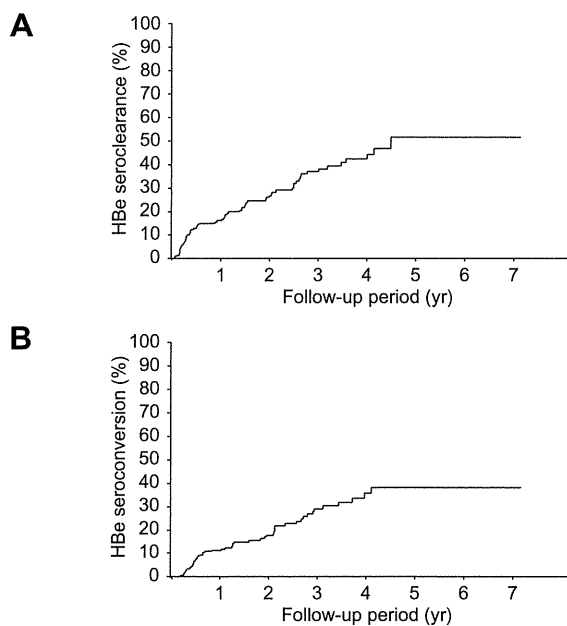 A
HBe seroclearance (%)
100
90
80
70
60
50
40
30
20
10
0
1 2 3 4 5 6 7
Follow-up period (yr)
B
HBe seroconversion (%)
100
90
80
70
60
50
40
30
20
10
0
1 2 3 4 5 6 7
Follow-up period (yr)